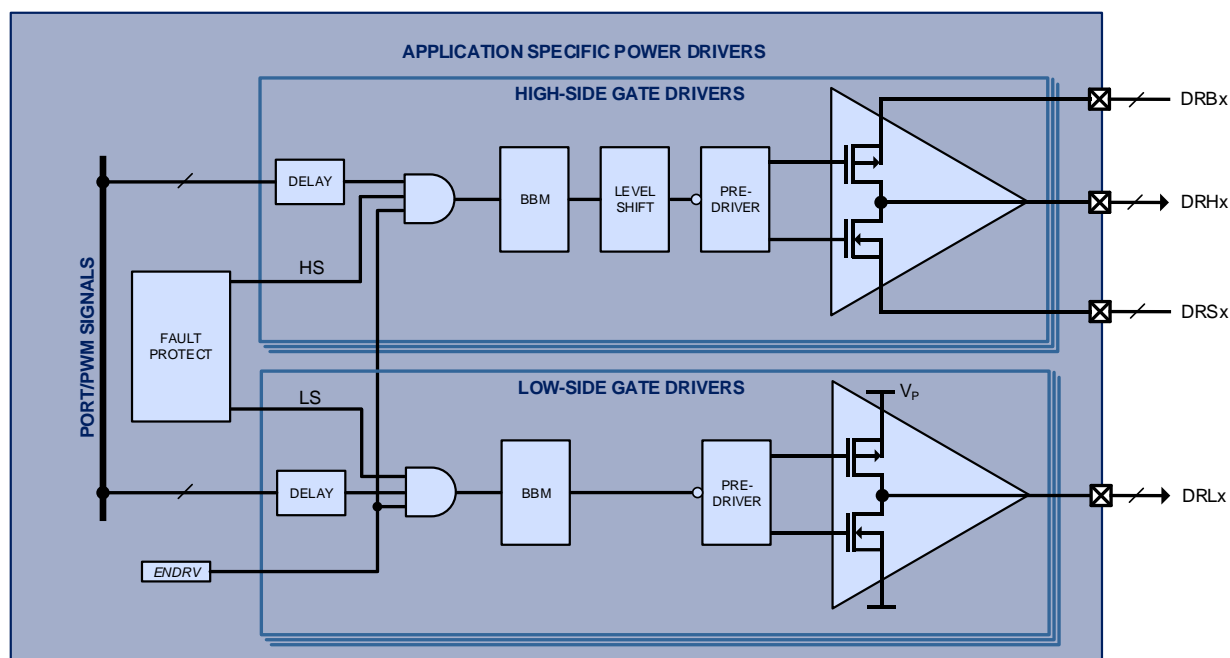 APPLICATION SPECIFIC POWER DRIVERS
HIGH-SIDE GATE DRIVERS
DRBx
DELAY
BBM
LEVEL
SHIFT
PRE-
DRIVER
DRHx
PORT/PWM SIGNALS
HS
FAULT
PROTECT
DRSx
LOW-SIDE GATE DRIVERS
LS
VP
DELAY
BBM
PRE-
DRIVER
DRLx
ENDRV